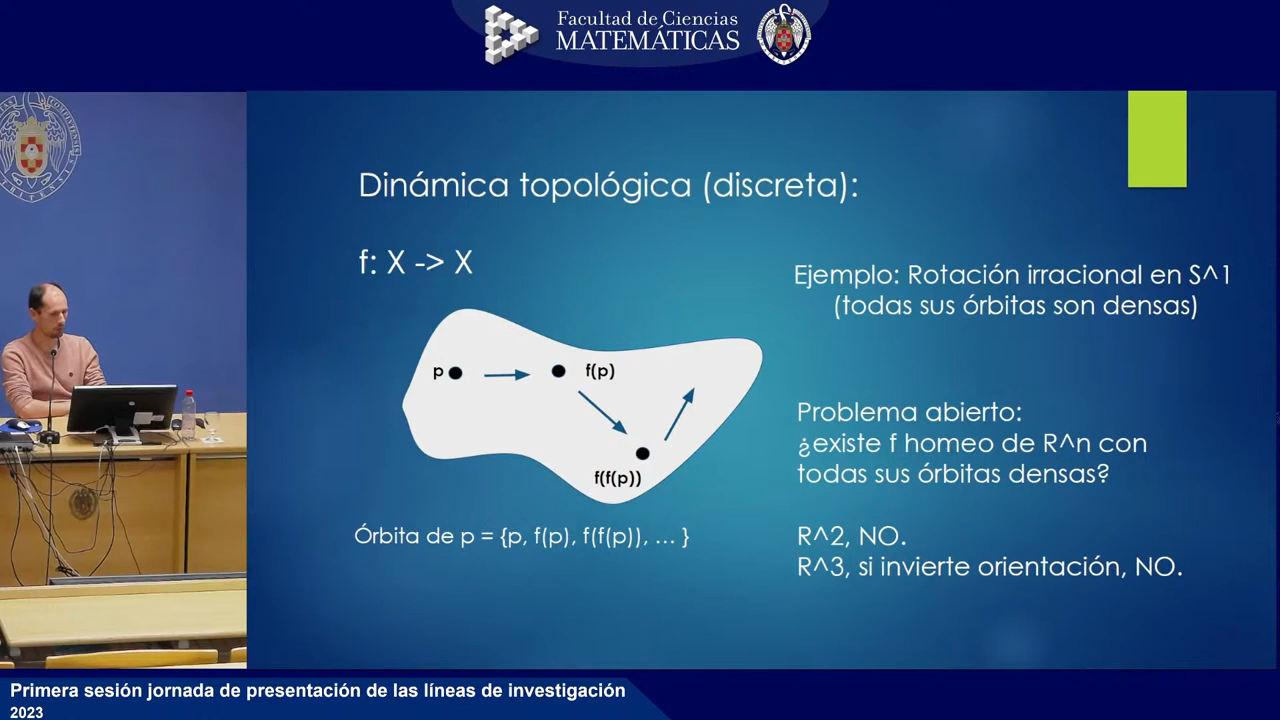 Facultad de Ciencias
MATEMÁTICAS
Dinámica topológica (discreta):
f: X -> X
p
f(p)
f(f(p))
Órbita de p = {p, f(p), f(f(p)), ... }
Ejemplo: Rotación irracional en S^1
(todas sus órbitas son densas)
Problema abierto:
¿existe f homeo de R^n con
todas sus órbitas densas?
R^2, NO.
R^3, si invierte orientación, NO.
Primera sesión jornada de presentación de las líneas de investigación
2023